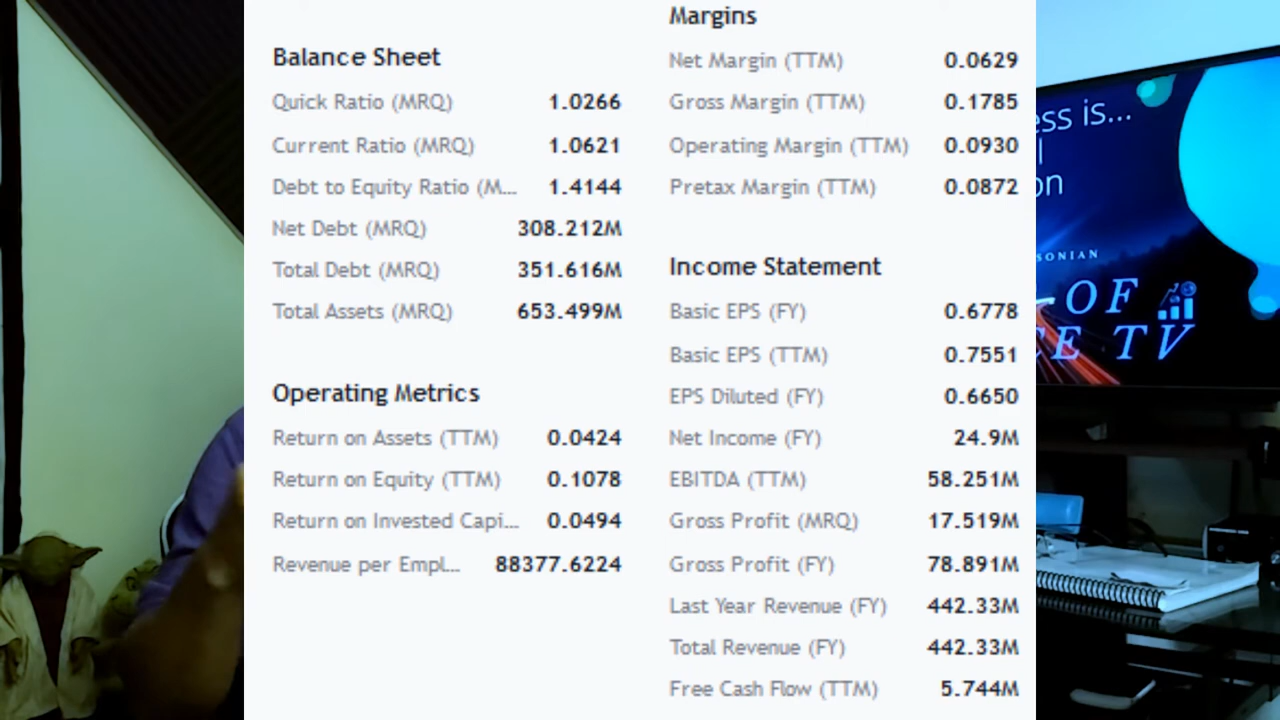 Balance Sheet
Quick Ratio (MRQ) 1.0266
Current Ratio (MRQ) 1.0621
Debt to Equity Ratio (M... 1.4144
Net Debt (MRQ) 308.212M
Total Debt (MRQ) 351.616M
Total Assets (MRQ) 653.499M
Operating Metrics
Return on Assets (TTM) 0.0424
Return on Equity (TTM) 0.1078
Return on Invested Capi... 0.0494
Revenue per Empl... 88377.6224
Margins
Net Margin (TTM) 0.0629
Gross Margin (TTM) 0.1785
Operating Margin (TTM) 0.0930
Pretax Margin (TTM) 0.0872
Income Statement
Basic EPS (FY) 0.6778
Basic EPS (TTM) 0.7551
EPS Diluted (FY) 0.6650
Net Income (FY) 24.9M
EBITDA (TTM) 58.251M
Gross Profit (MRQ) 17.519M
Gross Profit (FY) 78.891M
Last Year Revenue (FY) 442.33M
Total Revenue (FY) 442.33M
Free Cash Flow (TTM) 5.744M
ess is...
l
on
SONIAN
OF
CE TV